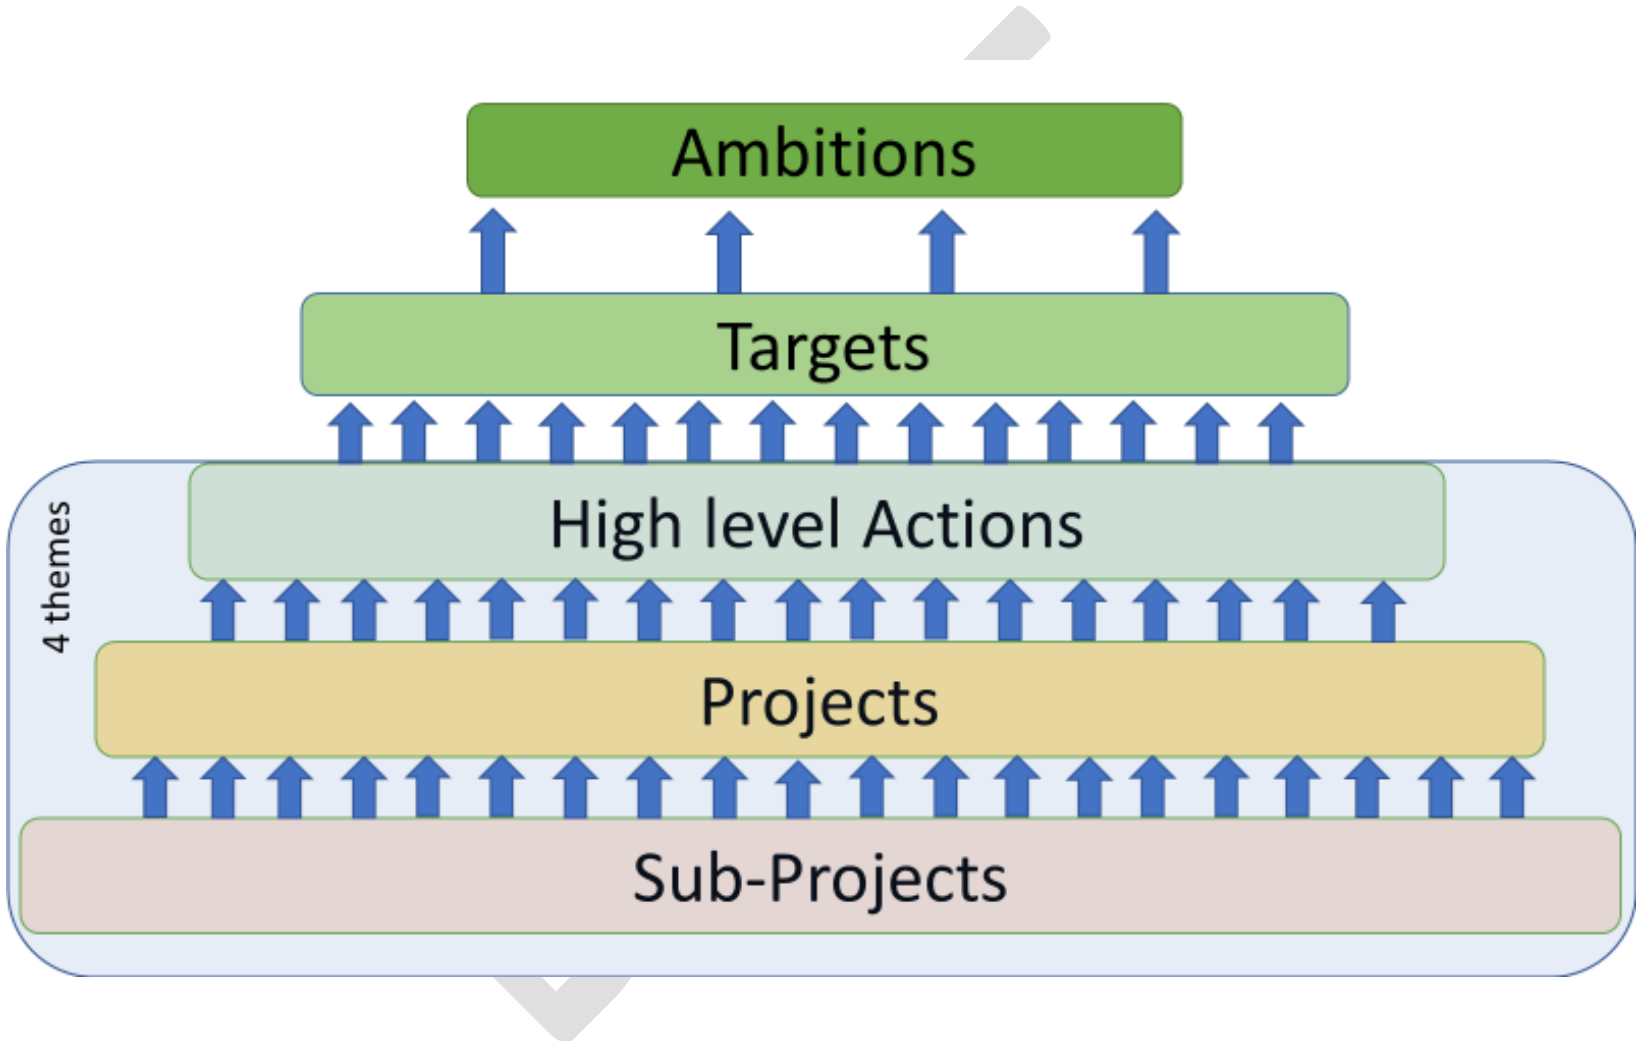 Ambitions
Targets
4 themes
High level Actions
Projects
Sub-Projects